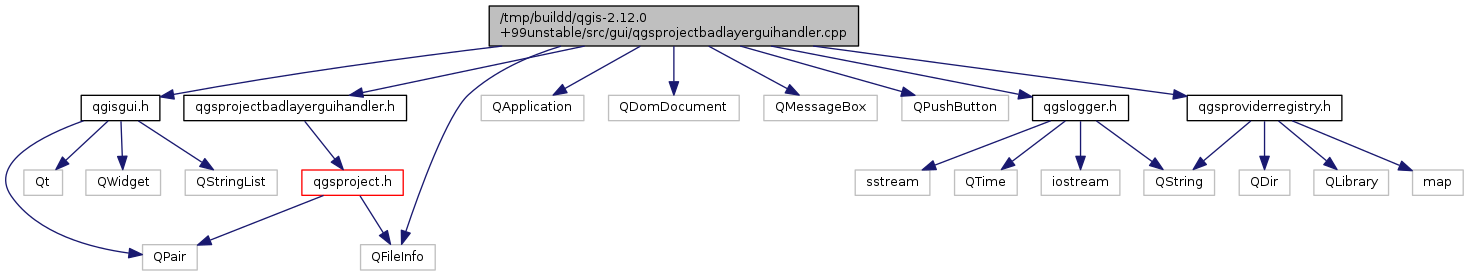 /tmp/buildd/qgis-2.12.0
+99unstable/src/gui/qgsprojectbadlayerguihandler.cpp
qgisgui.h
qgsprojectbadlayerguihandler.h
QApplication
QDomDocument
QMessageBox
QPushButton
qgslogger.h
qgsproviderregistry.h
Qt
QWidget
QStringList
qgsproject.h
sstream
QTime
iostream
QString
QDir
QLibrary
map
QPair
QFileInfo